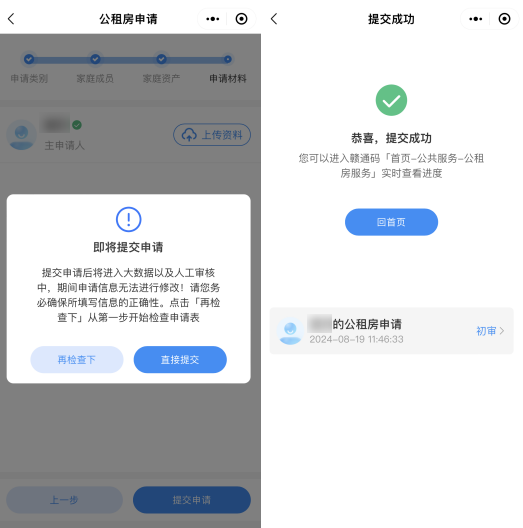 公租房申请
申请类别
家庭成员
家庭资产
申请材料
主申请人
上传资料
即将提交申请
提交申请后将进入大数据以及人工审核
中，期间申请信息无法进行修改！请您务
必确保所填写信息的正确性。点击「再检
查下」从第一步开始检查申请表
再检查下
直接提交
上一步
提交申请
提交成功
恭喜，提交成功
您可以进入赣通码「首页-公共服务-公租
房服务」实时查看进度
回首页
的公租房申请
2024-08-19 11:46:33
初审